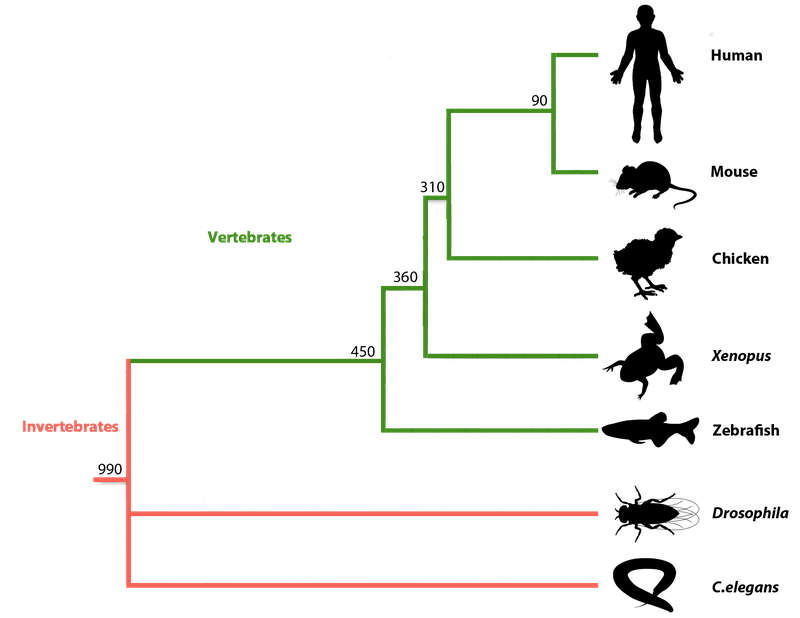 Human
90
Mouse
310
Vertebrates
Chicken
360
450
Xenopus
Invertebrates
Zebrafish
990
Drosophila
C.elegans